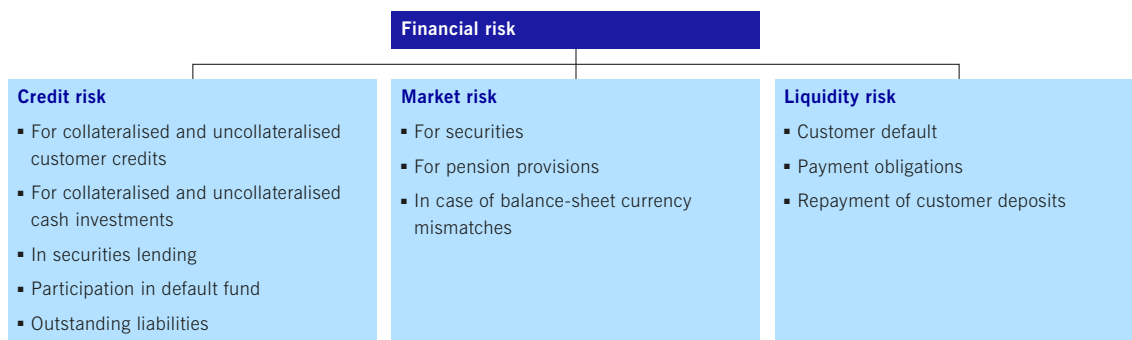 Financial risk
Credit risk
▪ For collateralised and uncollateralised
customer credits
▪ For collateralised and uncollateralised
cash investments
▪ In securities lending
▪ Participation in default fund
▪ Outstanding liabilities
Market risk
▪ For securities
▪ For pension provisions
▪ In case of balance-sheet currency
mismatches
Liquidity risk
▪ Customer default
▪ Payment obligations
▪ Repayment of customer deposits